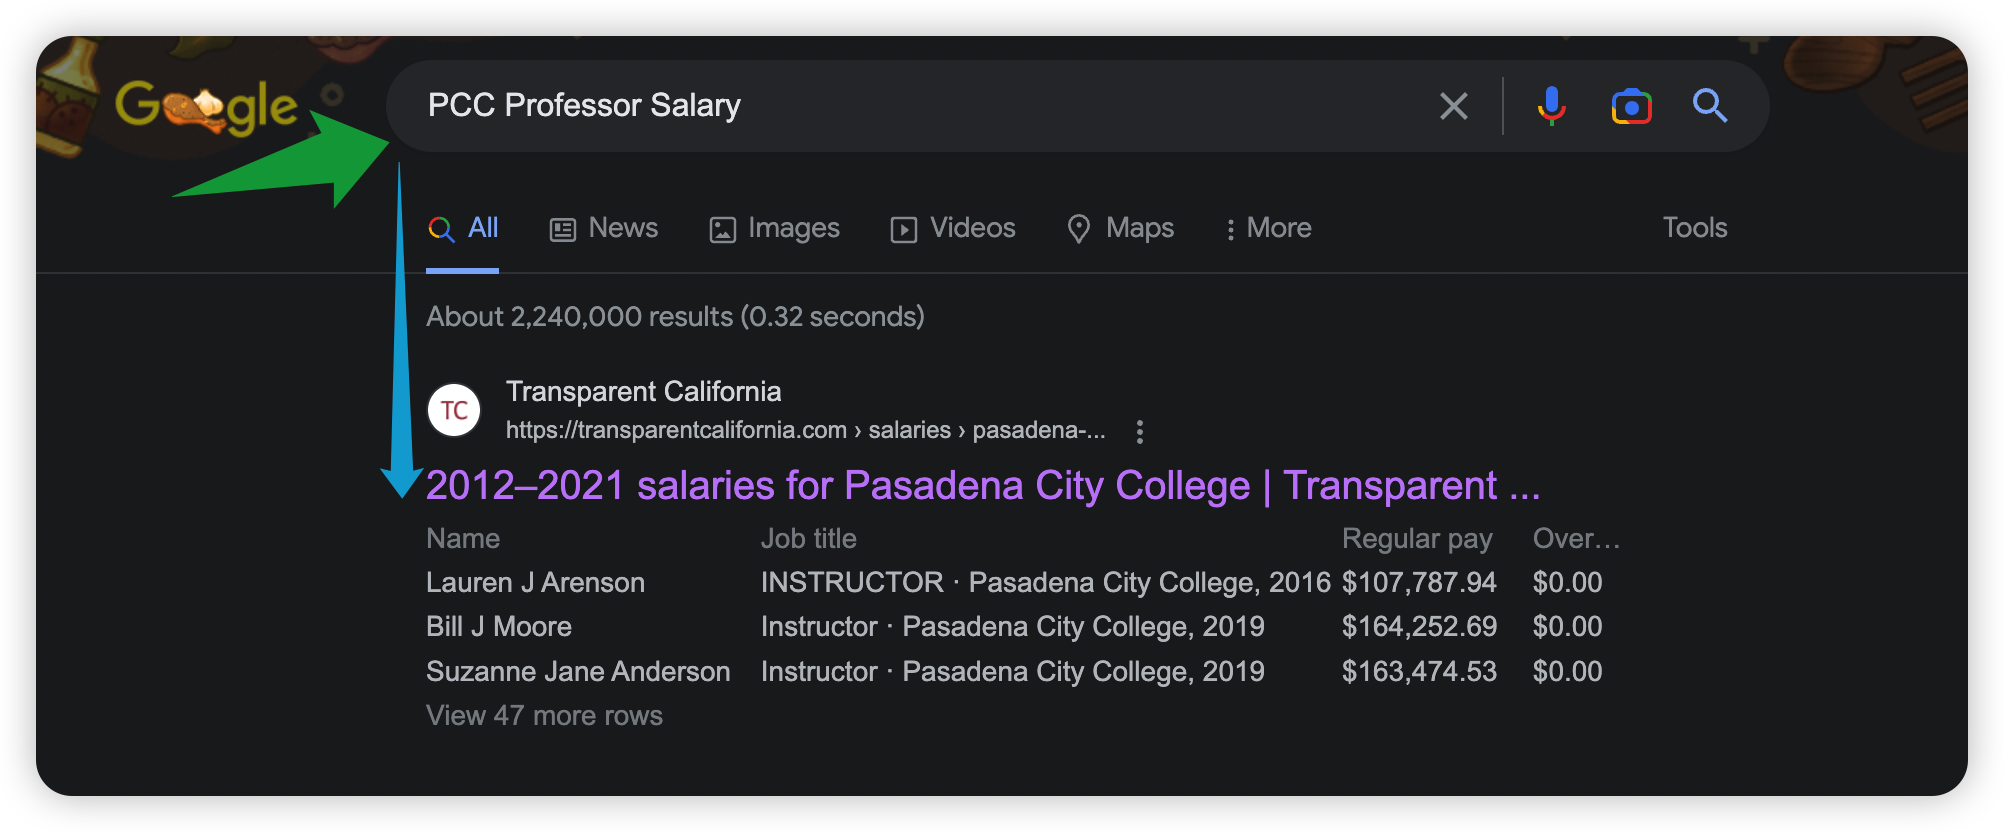 Google
PCC Professor Salary
All News Images Videos Maps More Tools
About 2,240,000 results (0.32 seconds)
TC
Transparent California
https://transparentcalifornia.com › salaries › pasadena-...
2012–2021 salaries for Pasadena City College | Transparent ...
Name Job title Regular pay Over…
Lauren J Arenson INSTRUCTOR · Pasadena City College, 2016 $107,787.94 $0.00
Bill J Moore Instructor · Pasadena City College, 2019 $164,252.69 $0.00
Suzanne Jane Anderson Instructor · Pasadena City College, 2019 $163,474.53 $0.00
View 47 more rows